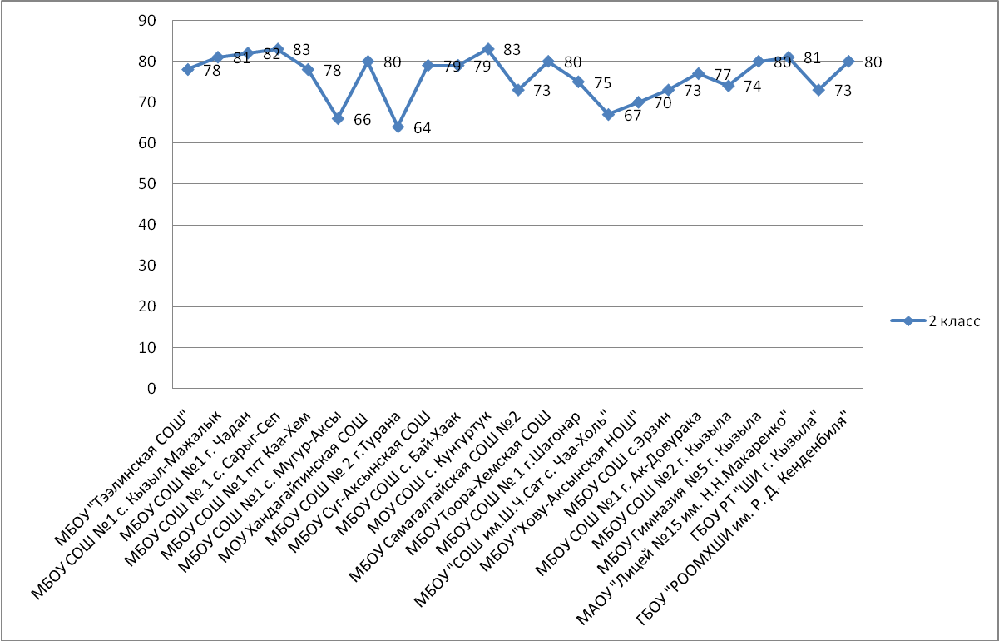 90
80
70
60
50
40
30
20
10
0
78
81
82
83
78
66
80
64
79
79
83
73
80
75
67
70
73
77
74
80
81
73
80
2 класс
МБОУ "Тээлинская СОШ"
МБОУ СОШ №1 с. Кызыл-Мажалык
МБОУ СОШ №1 г. Чадан
МОУ СОШ № 1 с. Сарыг-Сеп
МБОУ СОШ №1 пгт Каа-Хем
МБОУ СОШ №1 с. Мугур-Аксы
МОУ Хандагайтинская СОШ
МБОУ СОШ № 2 г.Турана
МБОУ Суг-Аксынская СОШ
МБОУ СОШ с. Бай-Хаак
МОУ СОШ с. Кунгуртук
МБОУ Самагалтайская СОШ №2
МБОУ Тоора-Хемская СОШ
МБОУ СОШ № 1 г.Шагонар
МБОУ "СОШ им.Ш.Ч.Сат с. Чаа-Холь"
МБОУ "Хову-Аксынская НОШ"
МБОУ СОШ с.Эрзин
МБОУ СОШ №1 г. Ак-Довурака
МБОУ СОШ №2 г. Кызыла
МБОУ Гимназия №5 г. Кызыла
МАОУ "Лицей №15 им. Н.Н.Макаренко"
ГБОУ РТ "ШИ г. Кызыла"
ГБОУ "РООМХШИ им. Р. Д. Кенденбиля"